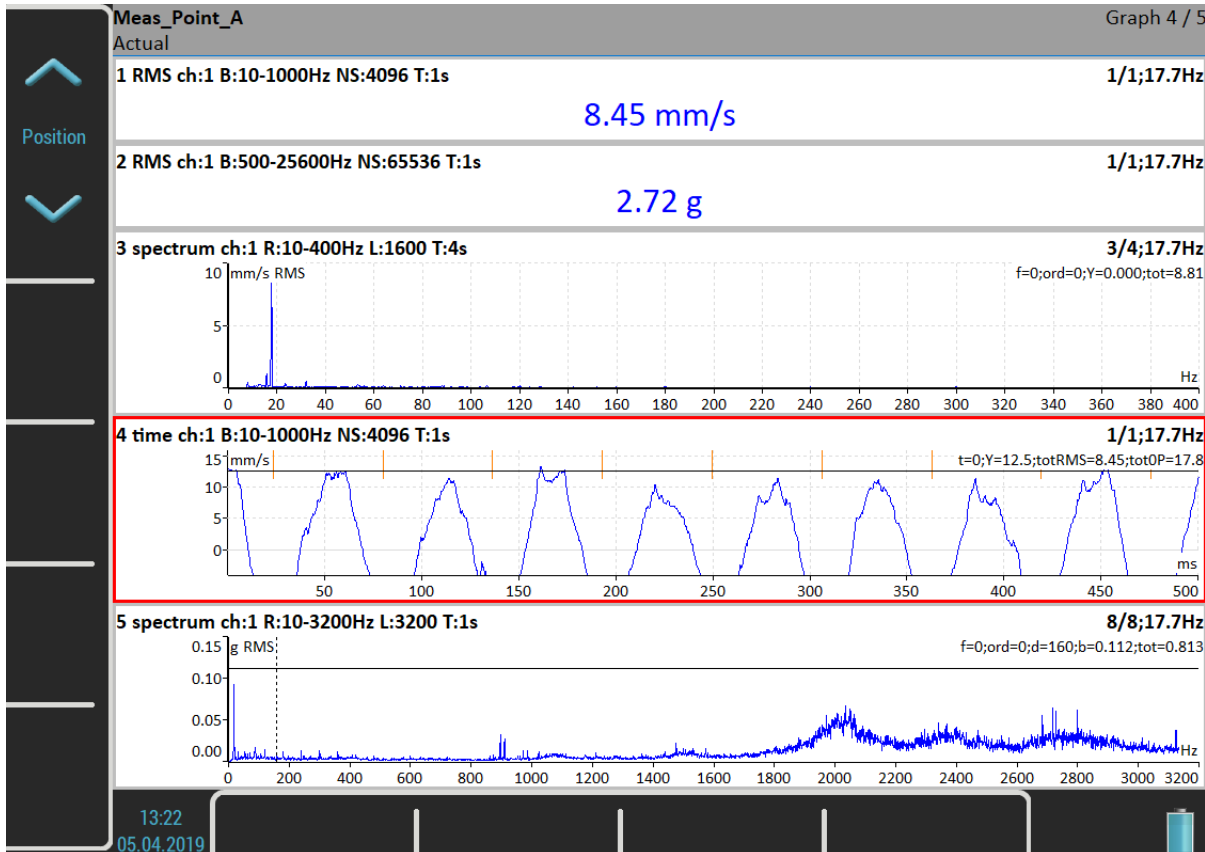 Meas_Point_A
Graph 4 / 5
Actual
Position
1 RMS ch:1 B:10-1000Hz NS:4096 T:1s
1/1;17.7Hz
8.45 mm/s
2 RMS ch:1 B:500-25600Hz NS:65536 T:1s
1/1;17.7Hz
2.72 g
3 spectrum ch:1 R:10-400Hz L:1600 T:4s
3/4;17.7Hz
10 mm/s RMS
f=0;ord=0;Y=0.000;tot=8.81
5
0
Hz
0 20 40 60 80 100 120 140 160 180 200 220 240 260 280 300 320 340 360 380 400
4 time ch:1 B:10-1000Hz NS:4096 T:1s
1/1;17.7Hz
15 mm/s
t=0;Y=12.5;totRMS=8.45;tot0P=17.8
10
5
0
ms
50 100 150 200 250 300 350 400 450 500
5 spectrum ch:1 R:10-3200Hz L:3200 T:1s
8/8;17.7Hz
0.15 g RMS
f=0;ord=0;d=160;b=0.112;tot=0.813
0.10
0.05
0.00
Hz
0 200 400 600 800 1000 1200 1400 1600 1800 2000 2200 2400 2600 2800 3000 3200
13:22
05.04.2019